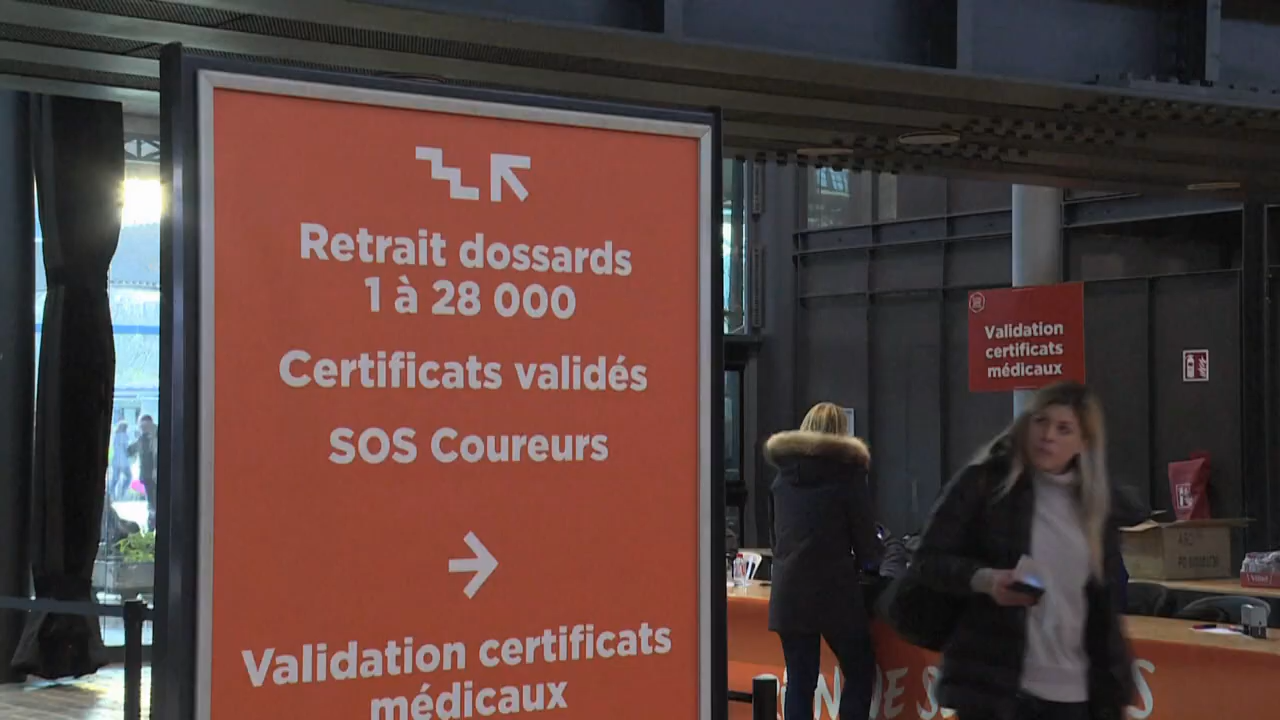 Retrait dossards
1 à 28 000
Certificats validés
SOS Coureurs
Validation certificats
médicaux
Validation
certificats
médicaux